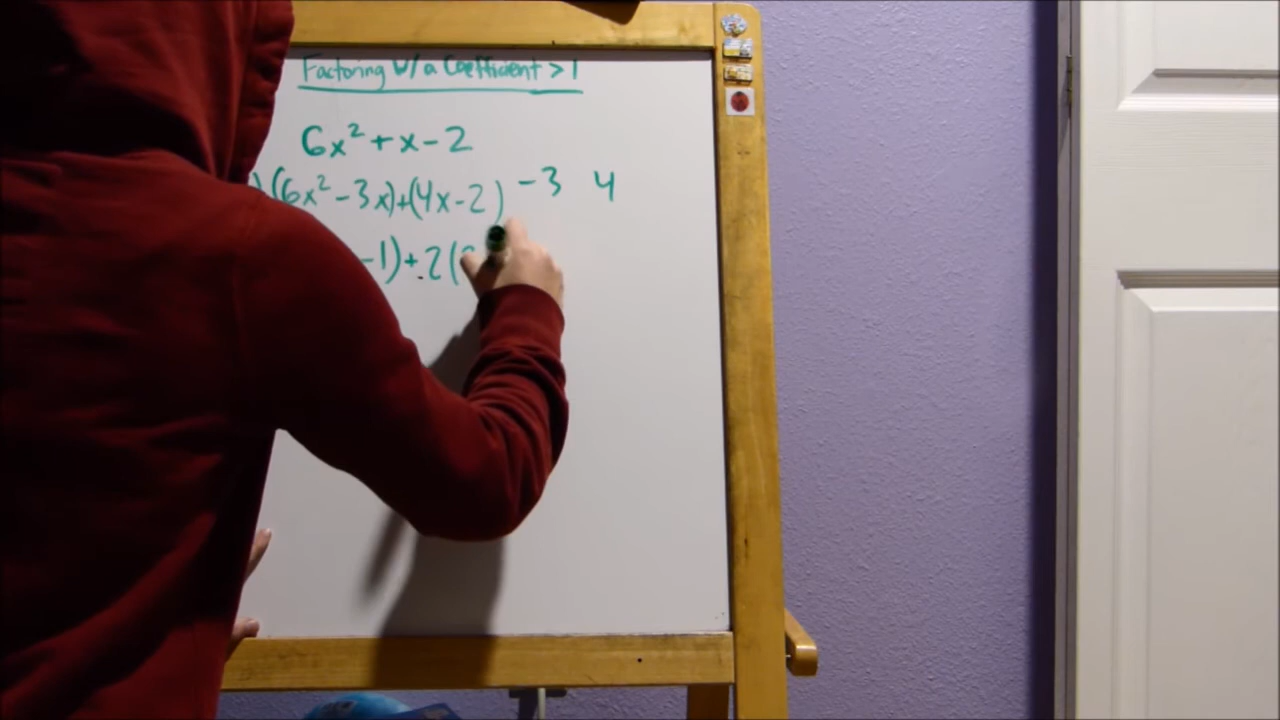 Factoring w/a Coefficient > 1
6x² + x - 2
)(6x² - 3x)+(4x - 2) -3 4
-1)+2(